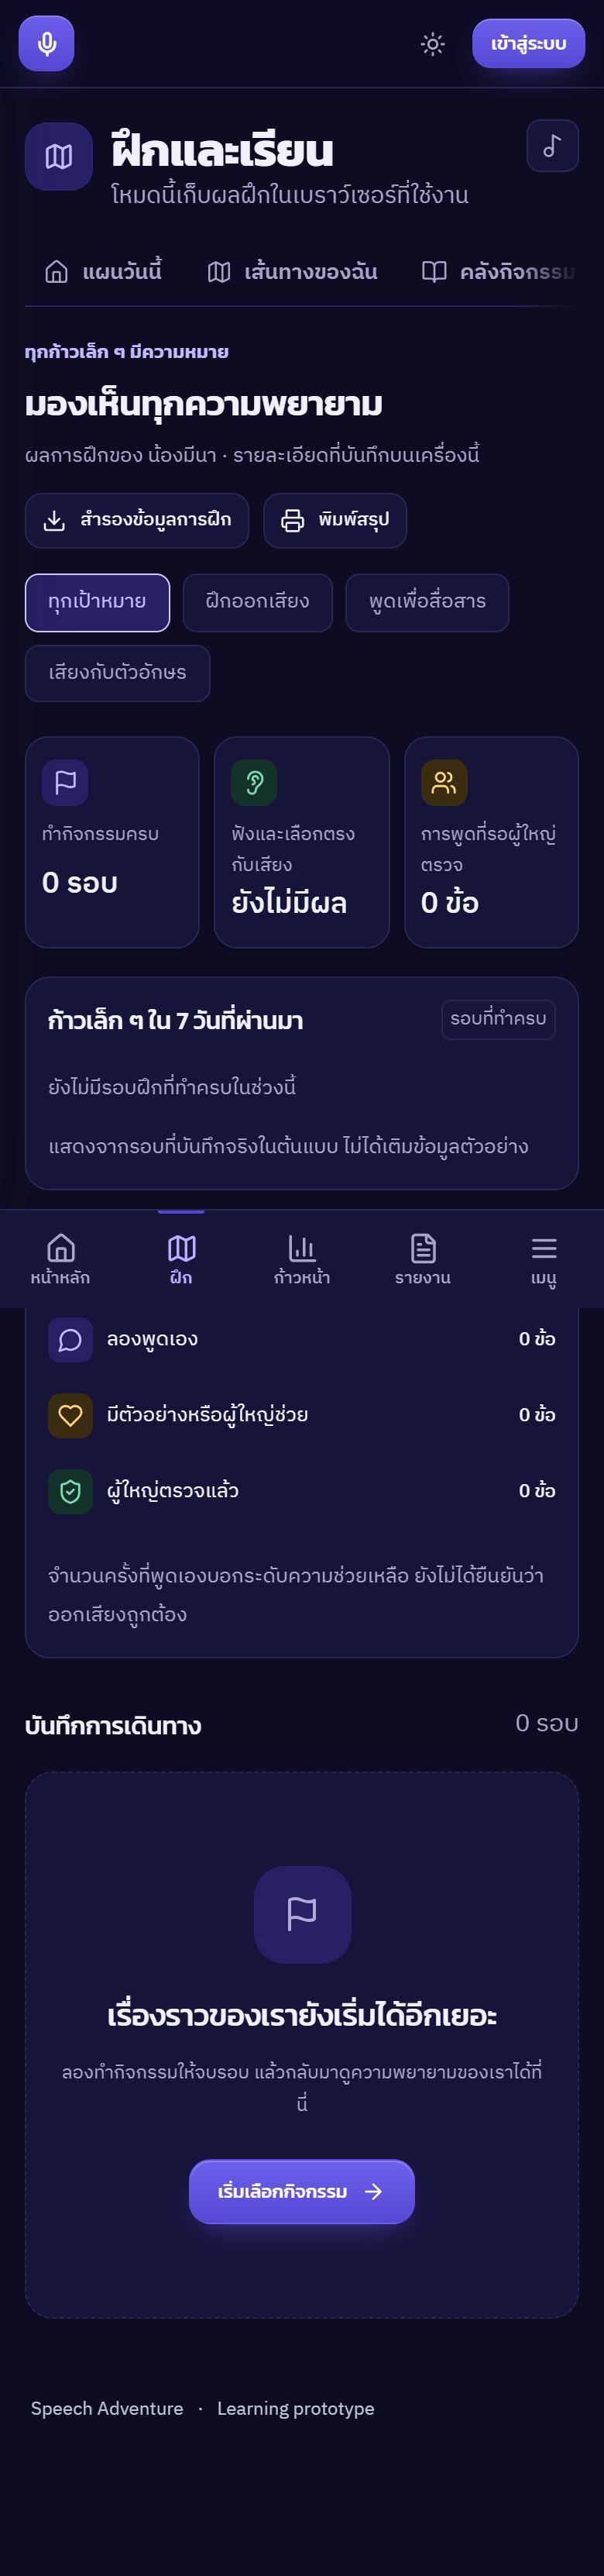 เข้าสู่ระบบ
ฝึกและเรียน
โหมดนี้เก็บผลฝึกในเบราว์เซอร์ที่ใช้งาน
แผนวันนี้
เส้นทางของฉัน
คลังกิจกรรม
ทุกก้าวเล็ก ๆ มีความหมาย
มองเห็นทุกความพยายาม
ผลการฝึกของ น้องมีนา · รายละเอียดที่บันทึกบนเครื่องนี้
สำรองข้อมูลการฝึก
พิมพ์สรุป
ทุกเป้าหมาย
ฝึกออกเสียง
พูดเพื่อสื่อสาร
เสียงกับตัวอักษร
ทำกิจกรรมครบ
0 รอบ
ฟังและเลือกตรง
กับเสียง
ยังไม่มีผล
การพูดที่รอผู้ใหญ่
ตรวจ
0 ข้อ
ก้าวเล็ก ๆ ใน 7 วันที่ผ่านมา
รอบที่ทำครบ
ยังไม่มีรอบฝึกที่ทำครบในช่วงนี้
แสดงจากรอบที่บันทึกจริงในต้นแบบ ไม่ได้เติมข้อมูลตัวอย่าง
หน้าหลัก
ฝึก
ก้าวหน้า
รายงาน
เมนู
ลองพูดเอง
0 ข้อ
มีตัวอย่างหรือผู้ใหญ่ช่วย
0 ข้อ
ผู้ใหญ่ตรวจแล้ว
0 ข้อ
จำนวนครั้งที่พูดเองบอกระดับความช่วยเหลือ ยังไม่ได้ยืนยันว่า
ออกเสียงถูกต้อง
บันทึกการเดินทาง
0 รอบ
เรื่องราวของเรายังเริ่มได้อีกเยอะ
ลองทำกิจกรรมให้จบรอบ แล้วกลับมาดูความพยายามของเราได้ที่
นี่
เริ่มเลือกกิจกรรม
Speech Adventure · Learning prototype